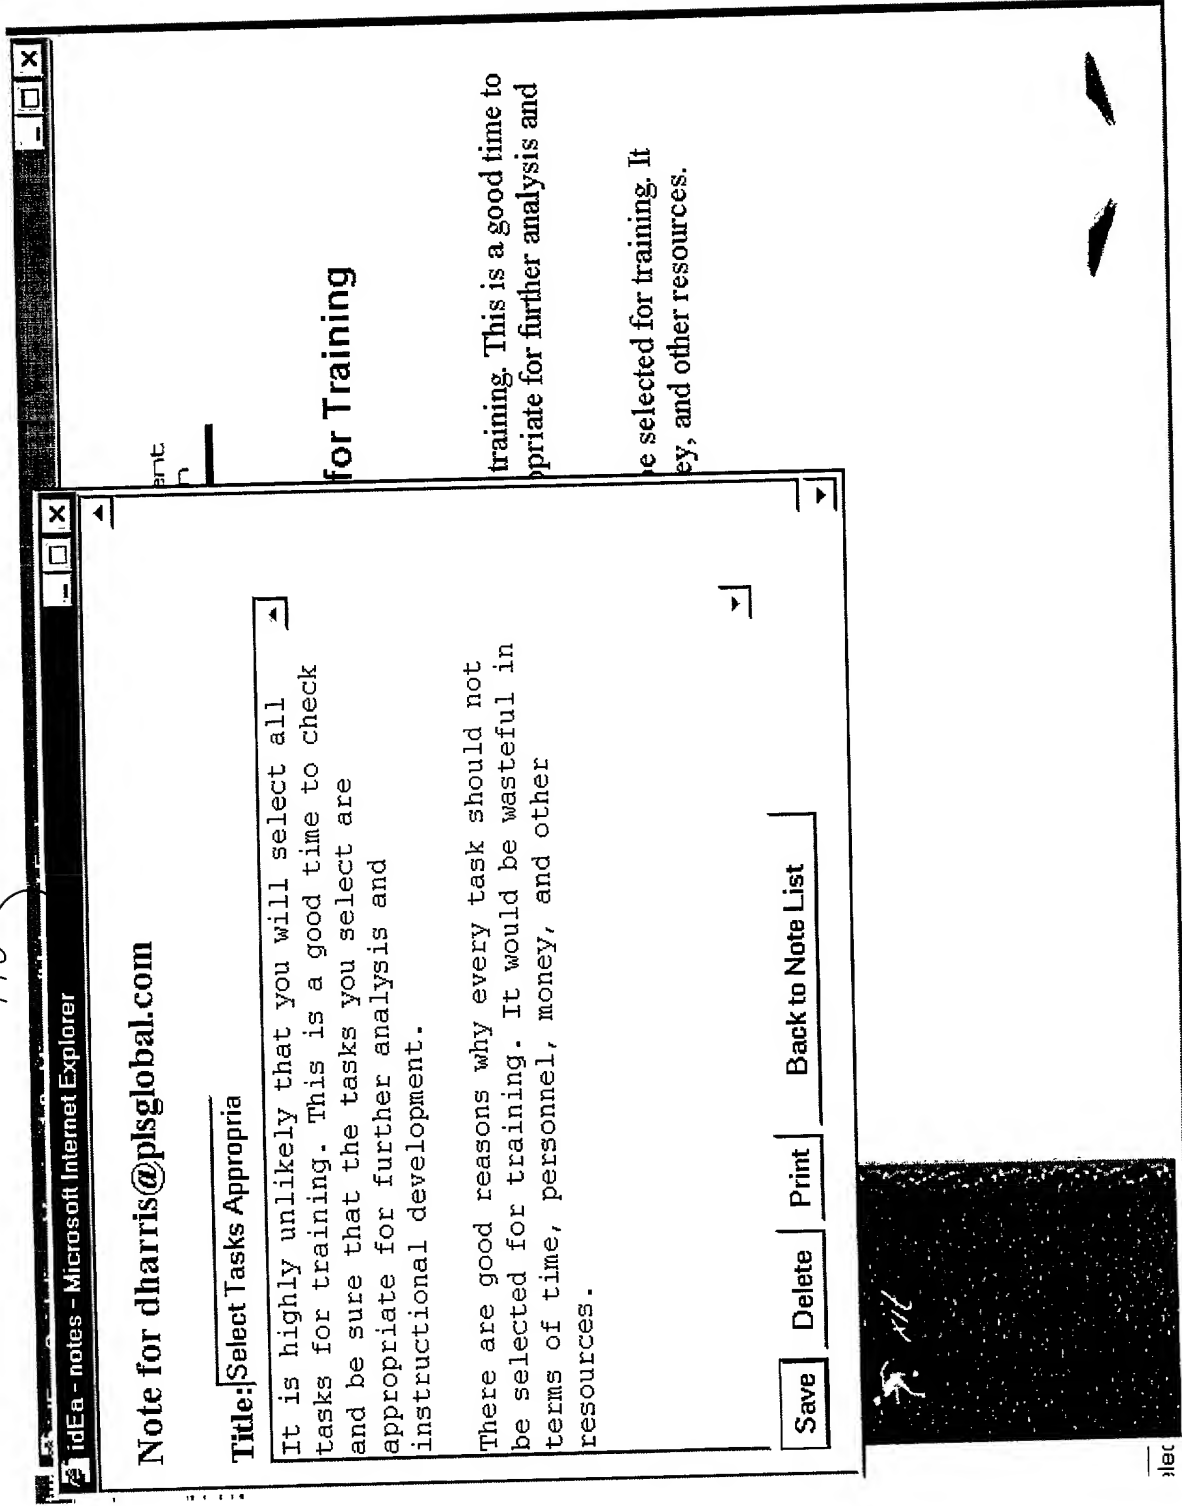 idEa - notes - Microsoft Internet Explorer
Note for dharris@plsglobal.com
Title: Select Tasks Appropria
It is highly unlikely that you will select all
tasks for training. This is a good time to check
and be sure that the tasks you select are
appropriate for further analysis and
instructional development.
There are good reasons why every task should not
be selected for training. It would be wasteful in
terms of time, personnel, money, and other
resources.
Save Delete Print Back to Note List
ent
n
for Training
training. This is a good time to
opriate for further analysis and
e selected for training. It
ey, and other resources.
xit
elec